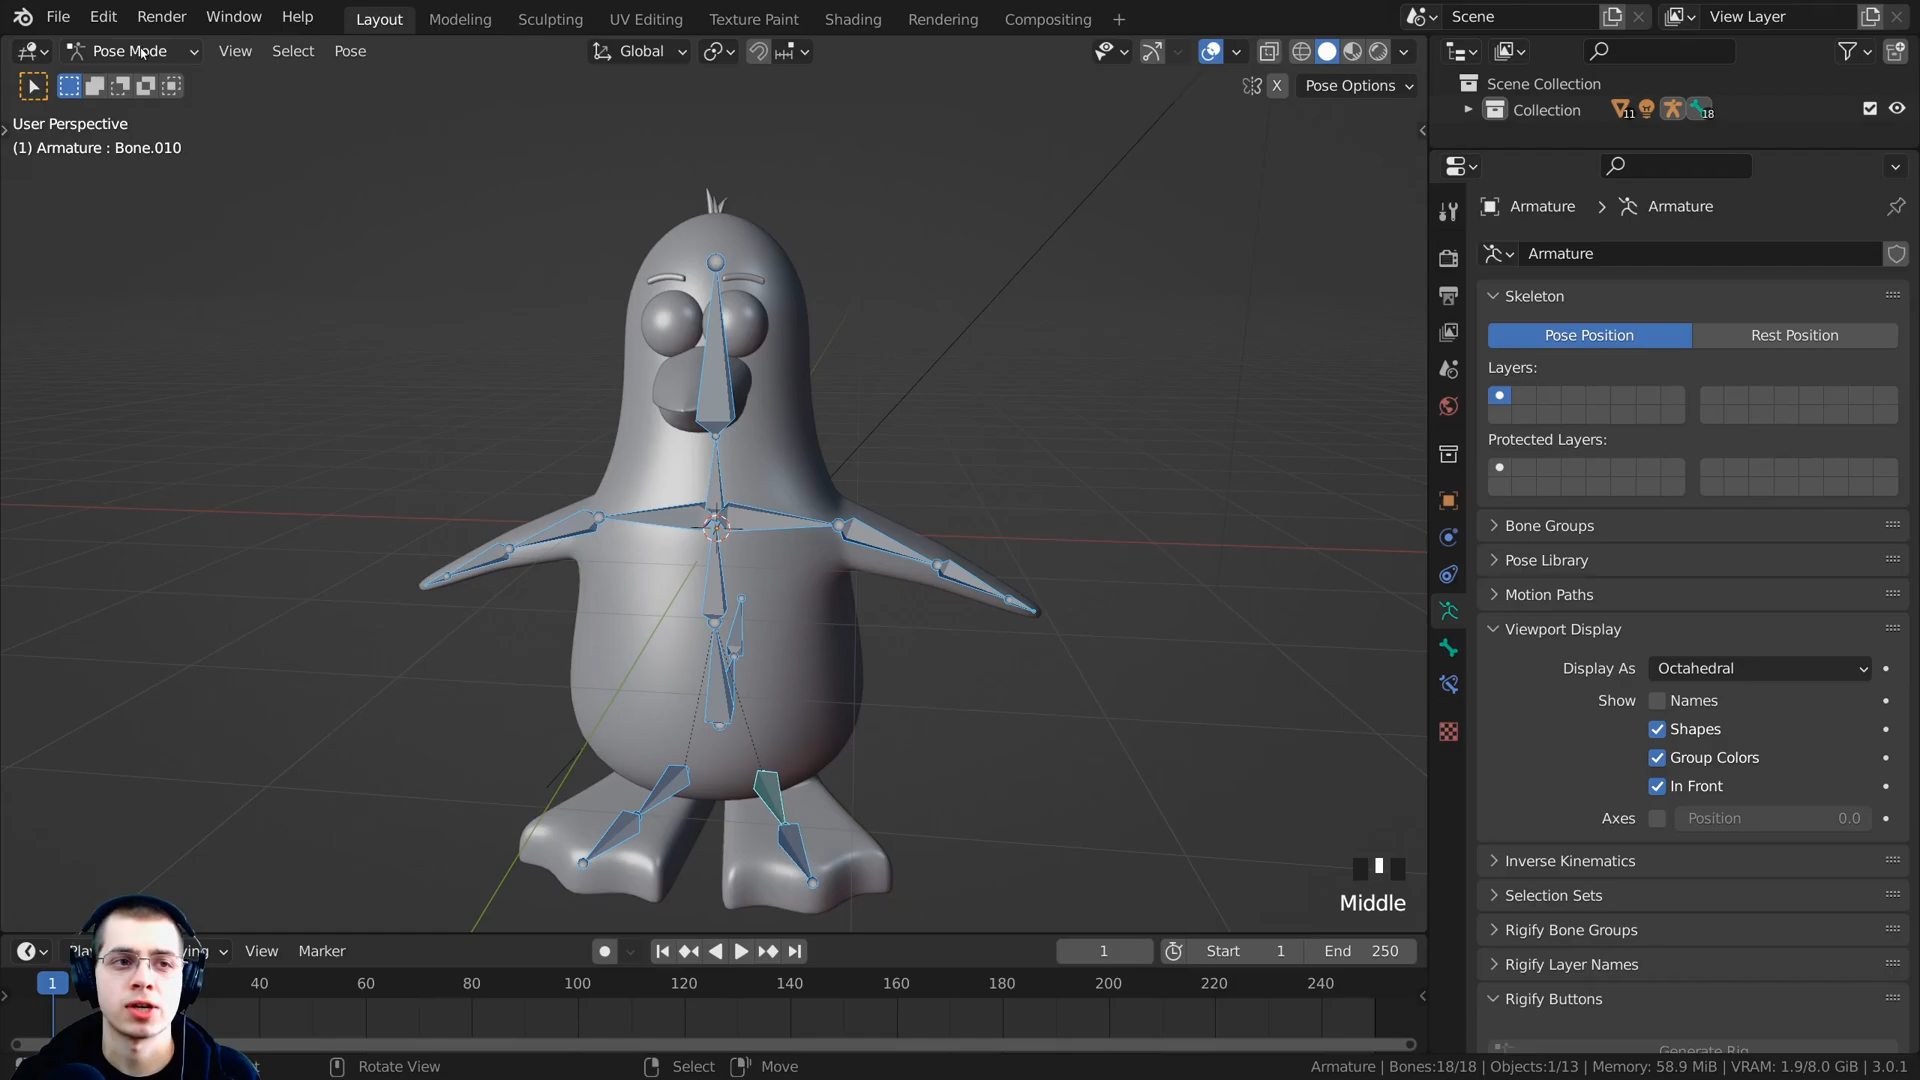 File Edit Render Window Help
Layout Modeling Sculpting UV Editing Texture Paint Shading Animation Rendering Compositing +
Scene
View Layer
Pose Mode View Select Pose
Global
X Pose Options
User Perspective
(1) Armature : Bone.010
Scene Collection
Collection 11 18
Armature > Armature
Armature
Skeleton
Pose Position Rest Position
Layers:
Protected Layers:
Bone Groups
Pose Library
Motion Paths
Viewport Display
Display As Octahedral
Show Names
Shapes
Group Colors
In Front
Axes Position 0.0
Inverse Kinematics
Selection Sets
Rigify Bone Groups
Rigify Layer Names
Rigify Buttons
Generate Rig
Middle
View Marker
1 Start 1 End 250
1 40 60 80 100 120 140 160 180 200 220 240
Rotate View Select Move
Armature | Bones:18/18 | Objects:1/13 | Memory: 58.9 MiB | VRAM: 1.9/8.0 GiB | 3.0.1